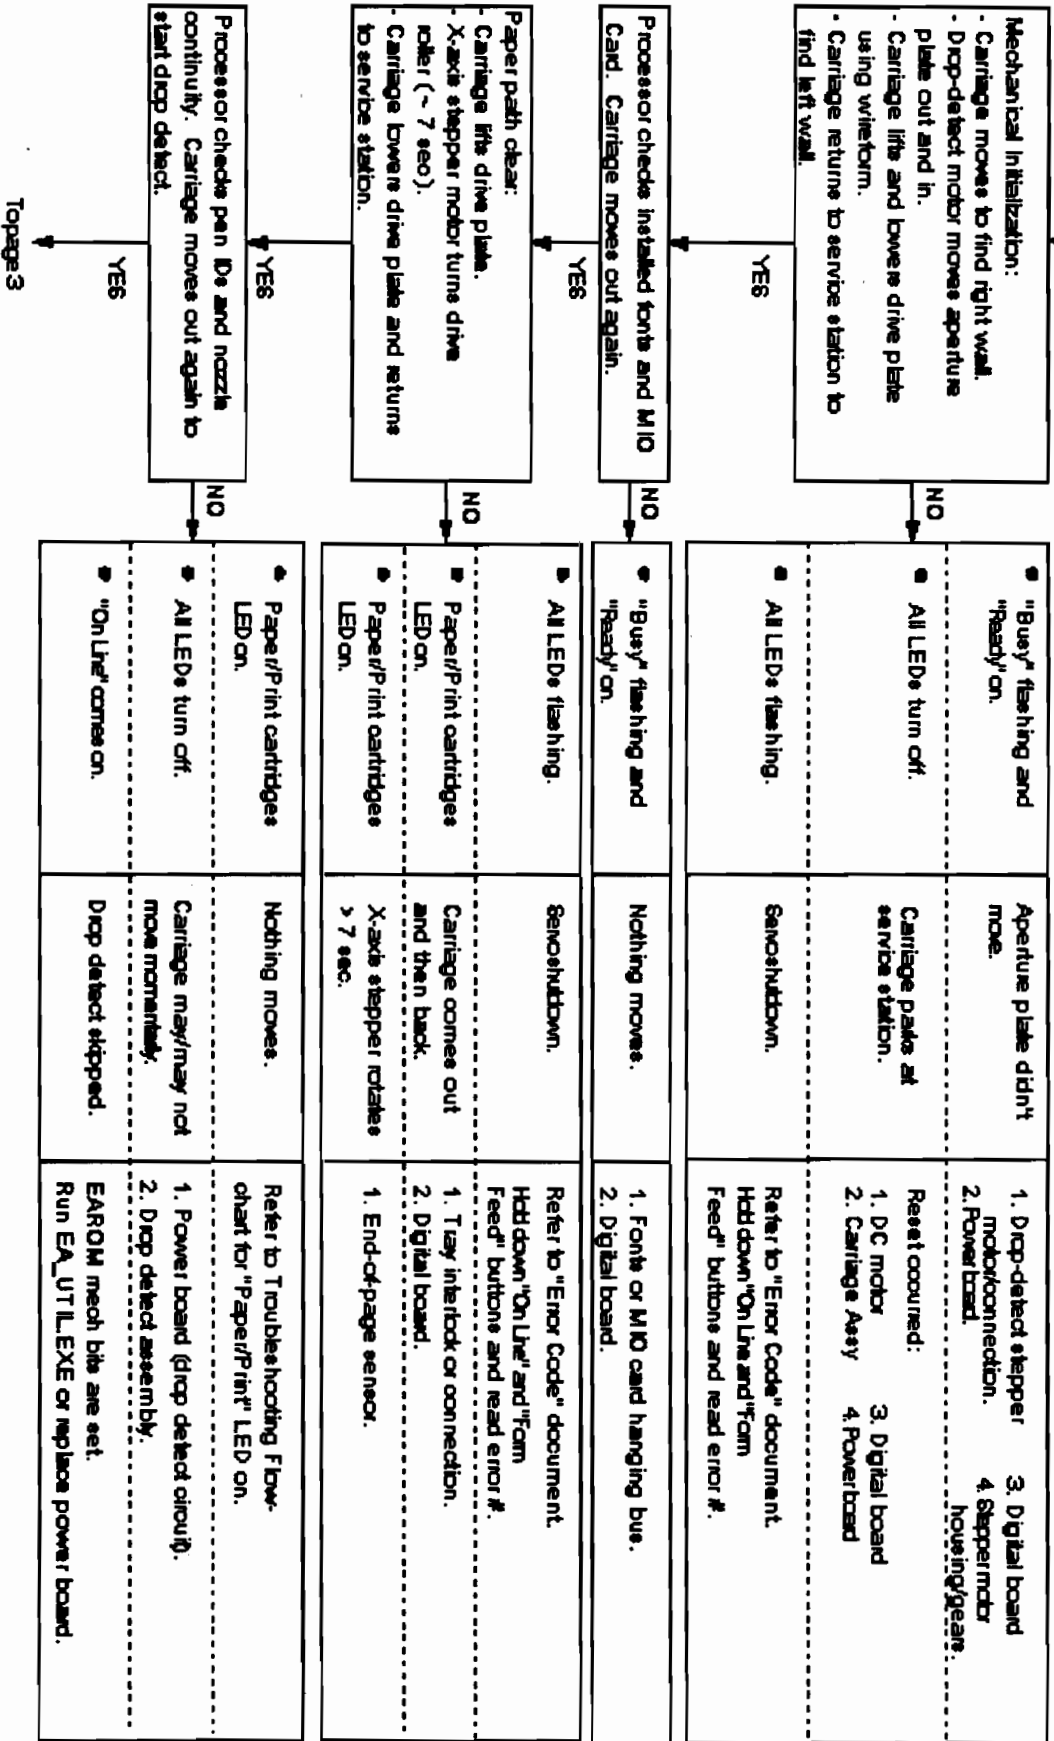 Mechanical Initialization:
- Carriage moves to find right wall.
- Drop-detect motor moves aperture
plate out and in.
- Carriage lifts and lowers drive plate
using wireform.
- Carriage returns to service station to
find left wall.
YES
NO
"Busy" flashing and
"Ready" on.
Aperture plate didn't
move.
1. Drop-detect stepper
motor/connection.
2. Power board.
3. Digital board
4. Stepper motor
housing/gears.
All LEDs turn off.
Carriage parks at
service station.
Reset occurred:
1. DC motor
2. Carriage Assy
3. Digital board
4. Power board
All LEDs flashing.
Servo shutdown.
Refer to "Error Code" document.
Hold down "On Line and "Form
Feed" buttons and read error #.
Processor checks installed fonts and MIO
Card. Carriage moves out again.
YES
NO
"Busy" flashing and
"Ready" on.
Nothing moves.
1. Fonts or MIO card hanging bus.
2. Digital board.
Paper path clear:
- Carriage lifts drive plate.
- X-axis stepper motor turns drive
roller (~ 7 sec).
- Carriage lowers drive plate and returns
to service station.
YES
NO
All LEDs flashing.
Servo shutdown.
Refer to "Error Code" document.
Hold down "On Line" and "Form
Feed" buttons and read error #.
Paper/Print cartridges
LED on.
Carriage comes out
and then back.
1. Tray interlock or connection.
2. Digital board.
Paper/Print cartridges
LED on.
X-axis stepper rotates
> 7 sec.
1. End-of-page sensor.
Processor checks pen IDs and nozzle
continuity. Carriage moves out again to
start drop detect.
YES
NO
Paper/Print cartridges
LED on.
Nothing moves.
Refer to Troubleshooting Flow-
chart for "Paper/Print" LED on.
All LEDs turn off.
Carriage may/may not
move momentarily.
1. Power board (drop detect circuit).
2. Drop detect assembly.
"On Line" comes on.
Drop detect skipped.
EAROM mech bits are set.
Run EA_UTIL.EXE or replace power board.
To page 3